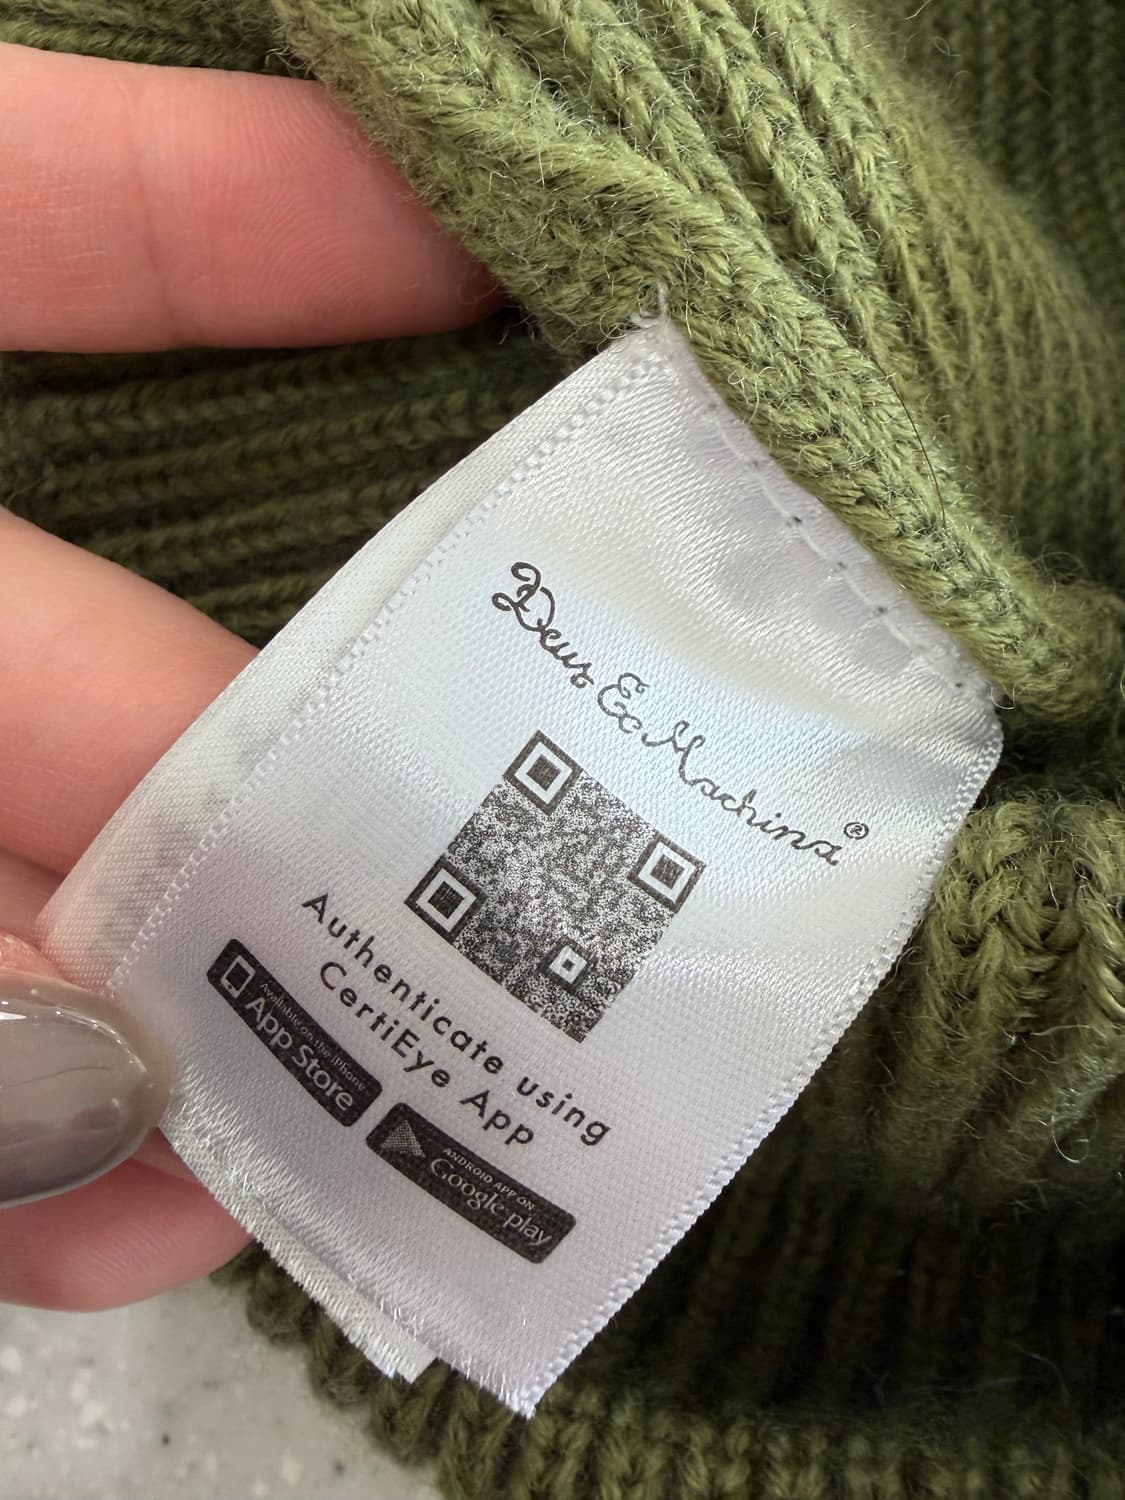 Deus Ex Machina®
Authenticate using
CertiEye App
Available on the iPhone
App Store
ANDROID APP ON
Google play